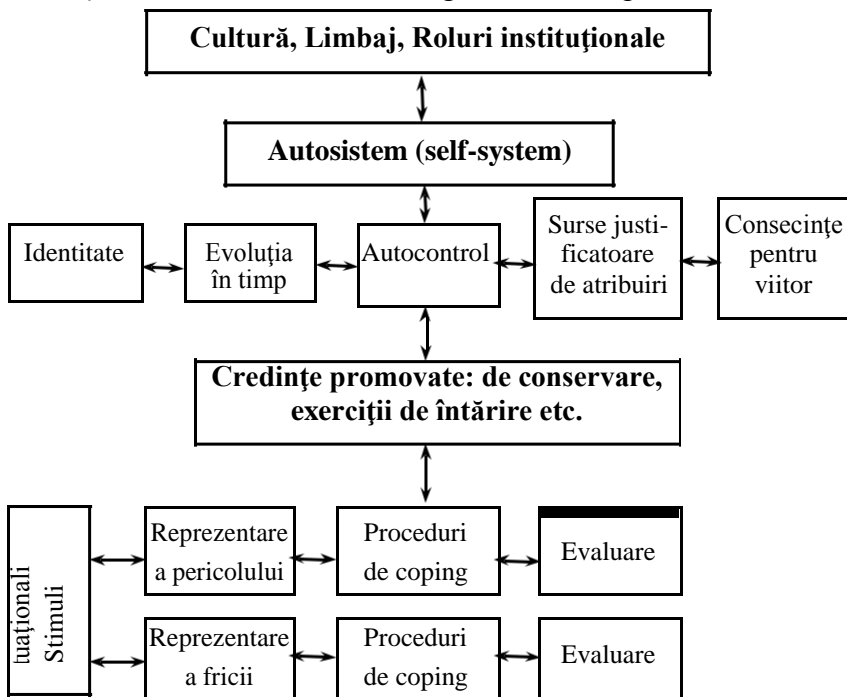 Cultură, Limbaj, Roluri instituţionale
Autosistem (self-system)
Identitate
Evoluţia
în timp
Autocontrol
Surse justi-
ficatoare
de atribuiri
Consecinţe
pentru
viitor
Credinţe promovate: de conservare,
exerciţii de întărire etc.
tuaţionali
Stimuli
Reprezentare
a pericolului
Proceduri
de coping
Evaluare
Reprezentare
a fricii
Proceduri
de coping
Evaluare